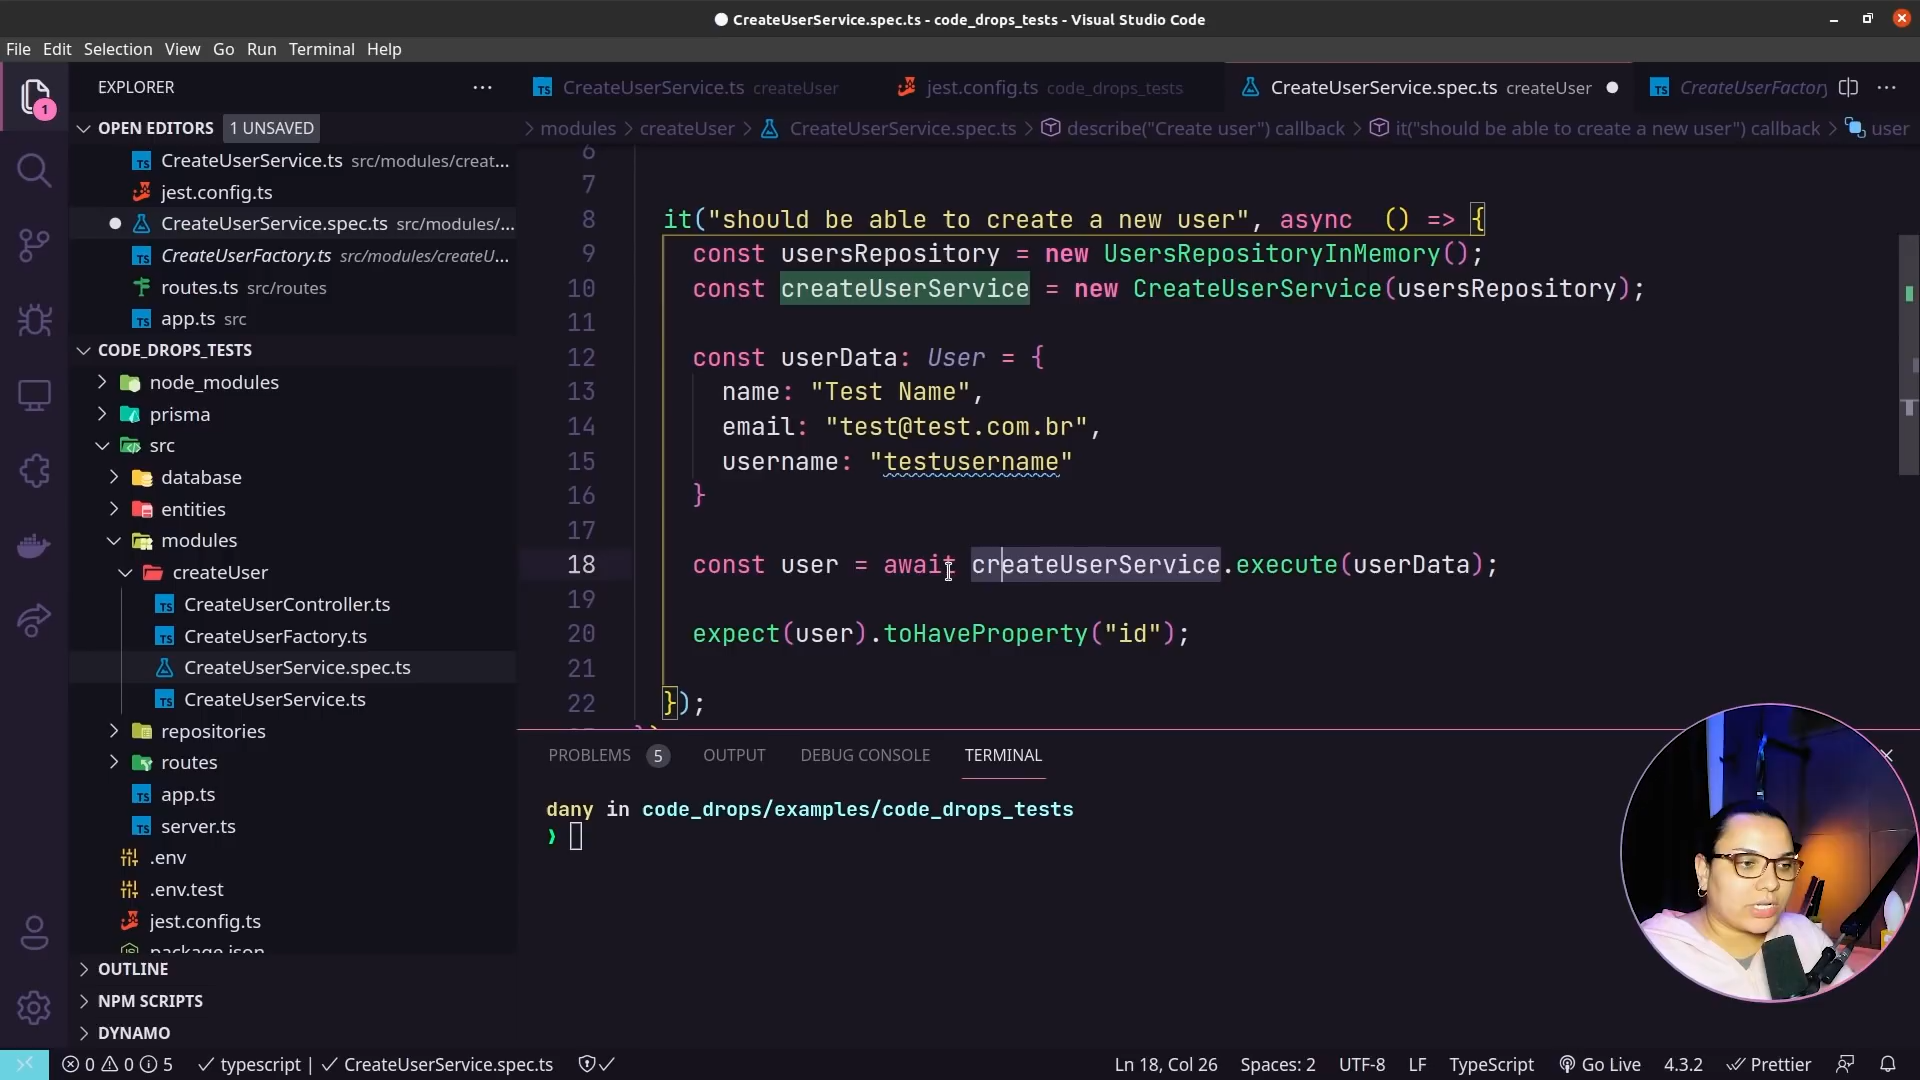 CreateUserService.spec.ts - code_drops_tests - Visual Studio Code
File Edit Selection View Go Run Terminal Help
EXPLORER
OPEN EDITORS 1 UNSAVED
CreateUserService.ts src/modules/creat...
jest.config.ts
CreateUserService.spec.ts src/modules/...
CreateUserFactory.ts src/modules/createU...
routes.ts src/routes
app.ts src
CODE_DROPS_TESTS
node_modules
prisma
src
database
entities
modules
createUser
CreateUserController.ts
CreateUserFactory.ts
CreateUserService.spec.ts
CreateUserService.ts
repositories
routes
app.ts
server.ts
.env
.env.test
jest.config.ts
package.json
OUTLINE
NPM SCRIPTS
DYNAMO
1
CreateUserService.ts createUser jest.config.ts code_drops_tests CreateUserService.spec.ts createUser CreateUserFactory
modules > createUser > CreateUserService.spec.ts > describe("Create user") callback > it("should be able to create a new user") callback > user
6
7
8 it("should be able to create a new user", async () => {
9 const usersRepository = new UsersRepositoryInMemory();
10 const createUserService = new CreateUserService(usersRepository);
11
12 const userData: User = {
13 name: "Test Name",
14 email: "test@test.com.br",
15 username: "testusername"
16 }
17
18 const user = await createUserService.execute(userData);
19
20 expect(user).toHaveProperty("id");
21
22 });
PROBLEMS 5 OUTPUT DEBUG CONSOLE TERMINAL
dany in code_drops/examples/code_drops_tests
❯
0 0 5 typescript | CreateUserService.spec.ts Ln 18, Col 26 Spaces: 2 UTF-8 LF TypeScript Go Live 4.3.2 Prettier